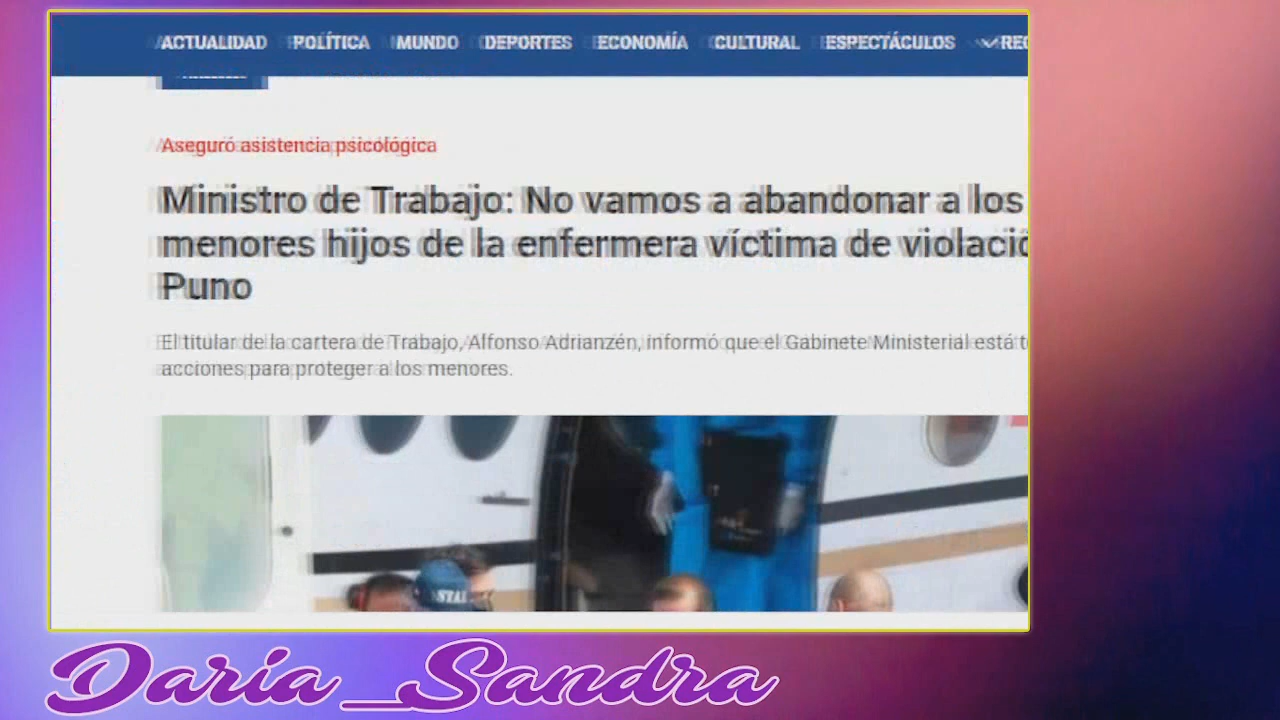 ACTUALIDAD POLÍTICA MUNDO DEPORTES ECONOMÍA CULTURAL ESPECTÁCULOS REC
Aseguró asistencia psicológica
Ministro de Trabajo: No vamos a abandonar a los
menores hijos de la enfermera víctima de violació
Puno
El titular de la cartera de Trabajo, Alfonso Adrianzén, informó que el Gabinete Ministerial está t
acciones para proteger a los menores.
Daria_Sandra